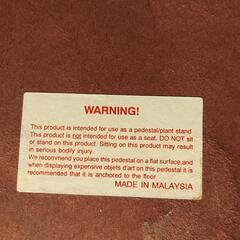 WARNING!
This product is intended for use as a pedestal/plant stand
This product is not intended for use as a seat. DO NOT sit
or stand on this product. Sitting on this product may result
in serious bodily injury.
We recommend you place this pedestal on a flat surface,and
when displaying expensive objets d'art on this pedestal it is
recommended that it is anchored to the floor.
MADE IN MALAYSIA